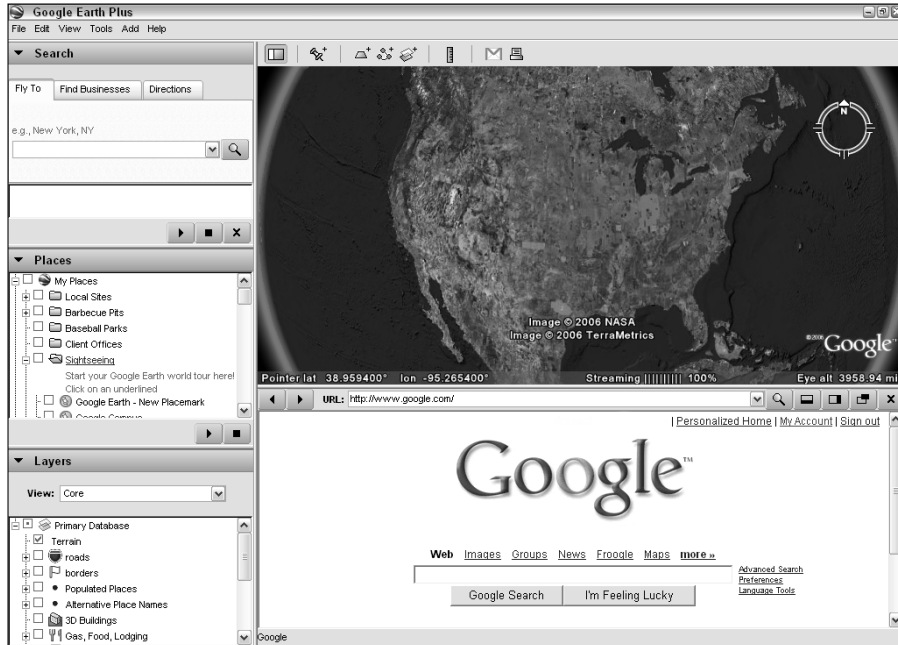 Google Earth Plus
File Edit View Tools Add Help
Search
Fly To Find Businesses Directions
e.g., New York, NY
Places
My Places
Local Sites
Barbecue Pits
Baseball Parks
Client Offices
Sightseeing
Start your Google Earth world tour here!
Click on an underlined
Google Earth - New Placemark
Google Campus
Layers
View: Core
Primary Database
Terrain
roads
borders
Populated Places
Alternative Place Names
3D Buildings
Gas, Food, Lodging
N
Image © 2006 NASA
Image © 2006 TerraMetrics
©2006 Google™
Pointer lat 38.959400° lon -95.265400° Streaming ||||||||| 100% Eye alt 3958.94 mi
URL: http://www.google.com/
| Personalized Home | My Account | Sign out
Google™
Web Images Groups News Froogle Maps more »
Advanced Search
Preferences
Language Tools
Google Search I'm Feeling Lucky
Google